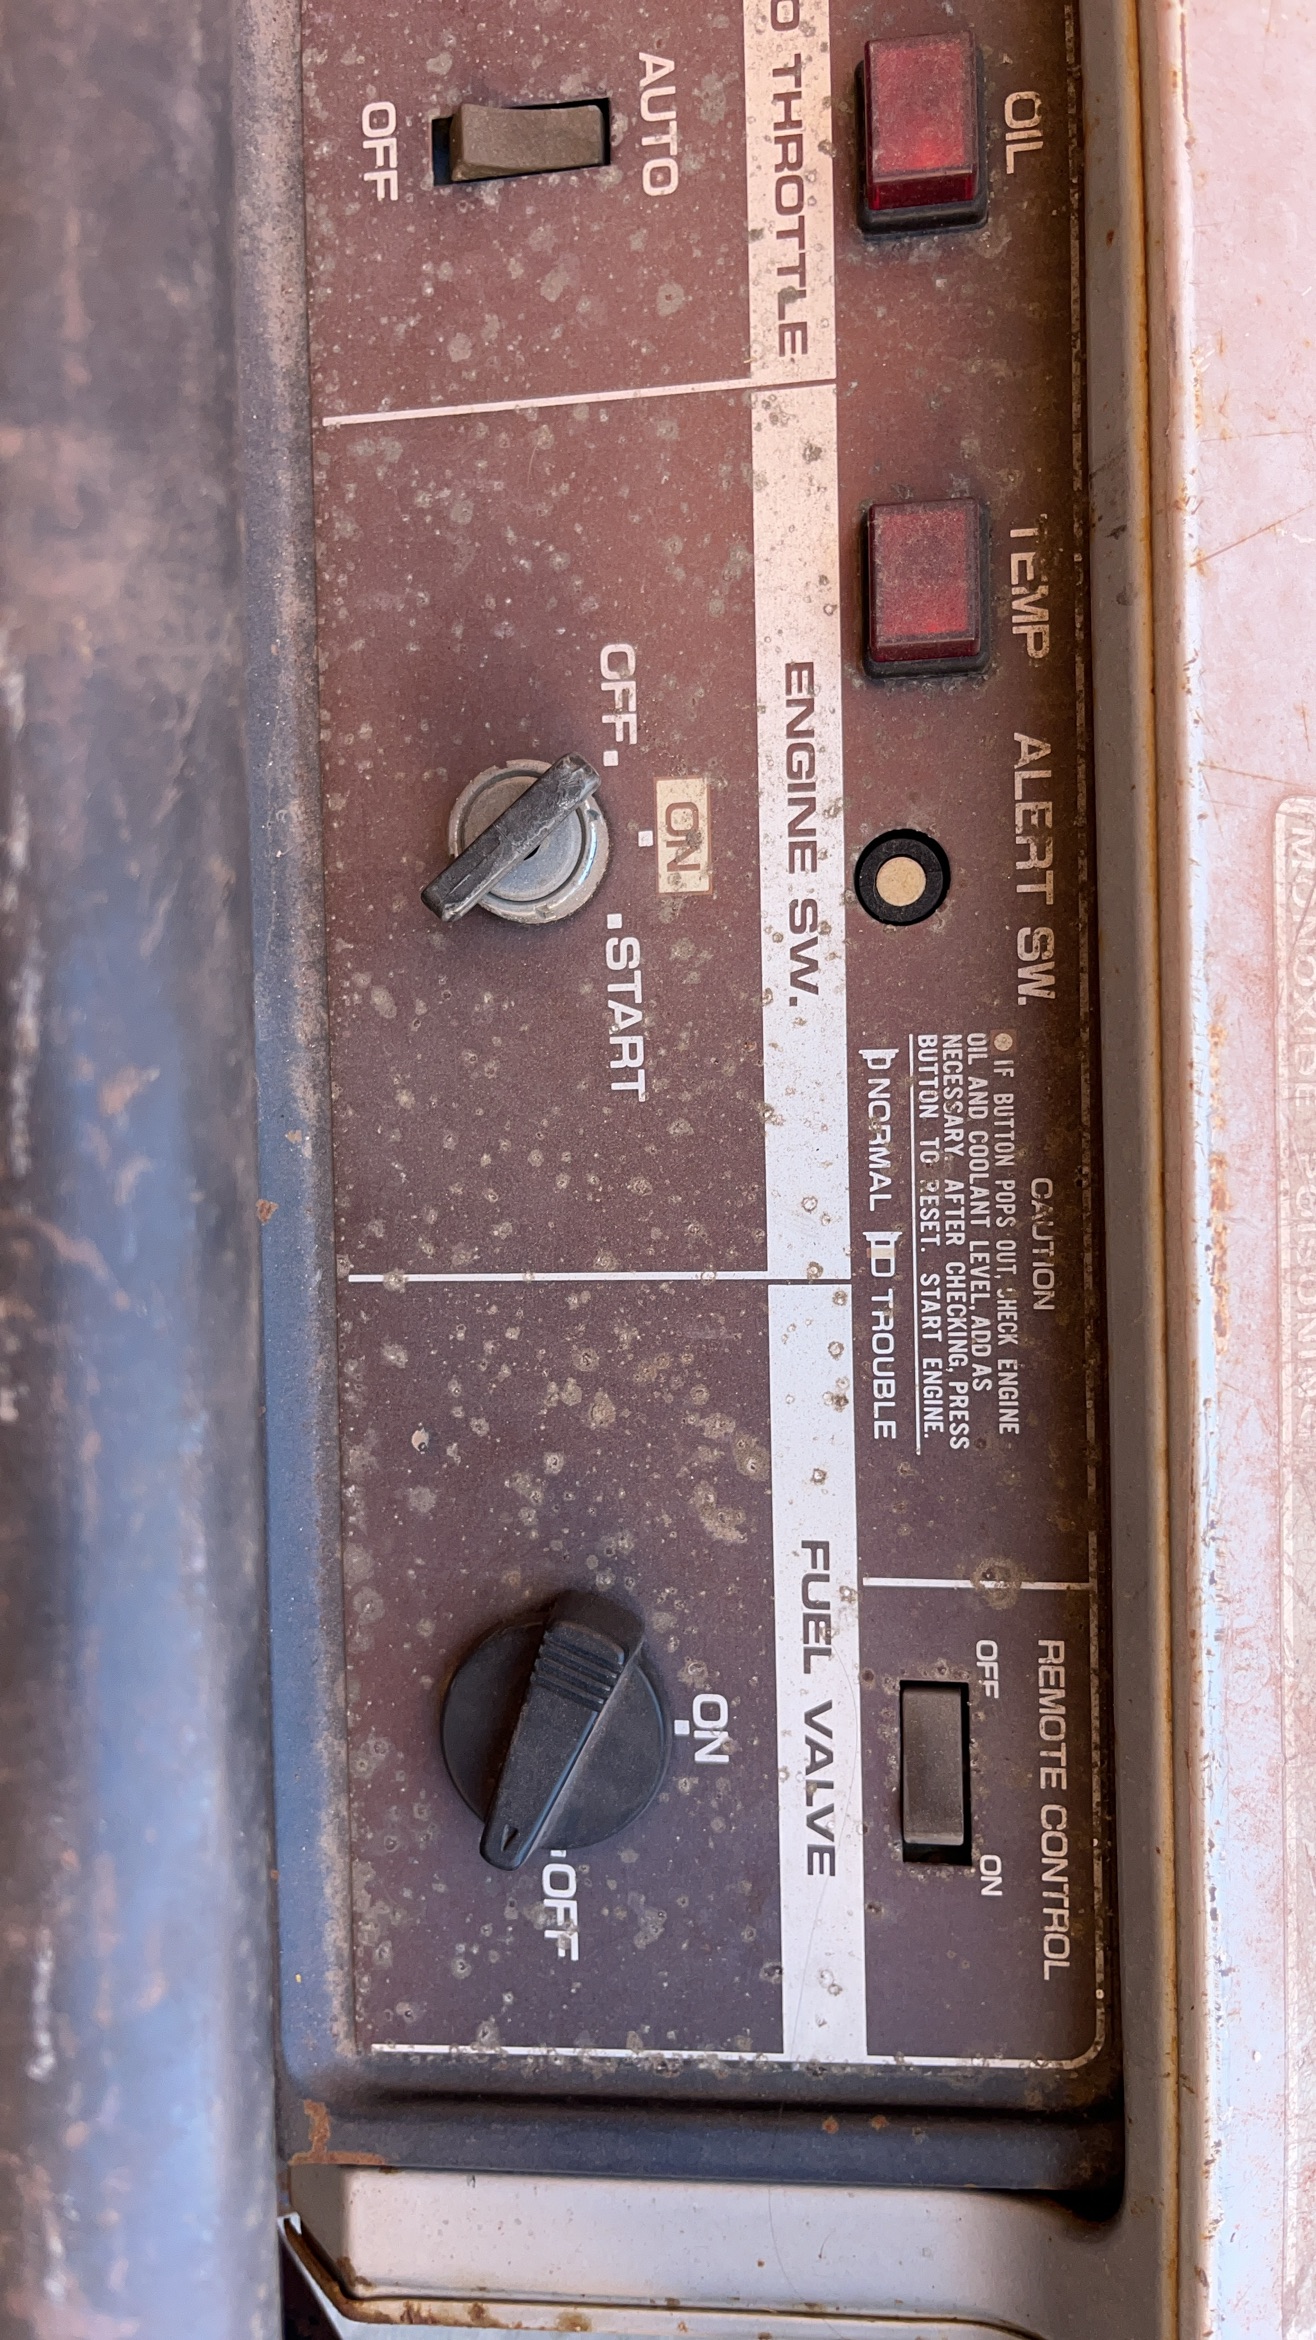 OIL
TEMP
ALERT SW.
CAUTION
IF BUTTON POPS OUT, CHECK ENGINE
OIL AND COOLANT LEVEL, ADD AS
NECESSARY. AFTER CHECKING, PRESS
BUTTON TO RESET. START ENGINE.
NORMAL
TROUBLE
REMOTE CONTROL
OFF
ON
O THROTTLE
AUTO
OFF
ENGINE SW.
OFF
ON
START
FUEL VALVE
ON
OFF